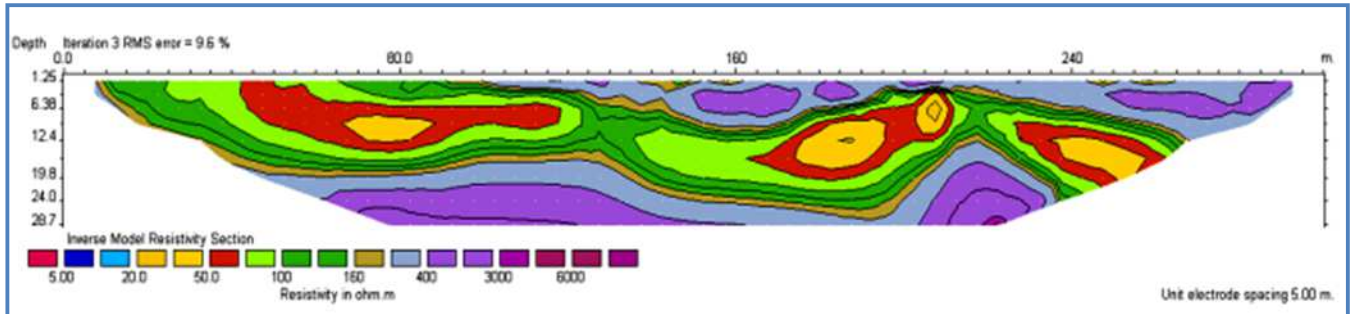 Depth Iteration 3 RMS error = 9.6 %
0.0 80.0 160 240 m.
1.25
6.38
12.4
19.8
24.0
28.7
Inverse Model Resistivity Section
5.00 20.0 50.0 100 160 400 3000 6000
Resistivity in ohm.m
Unit electrode spacing 5.00 m.